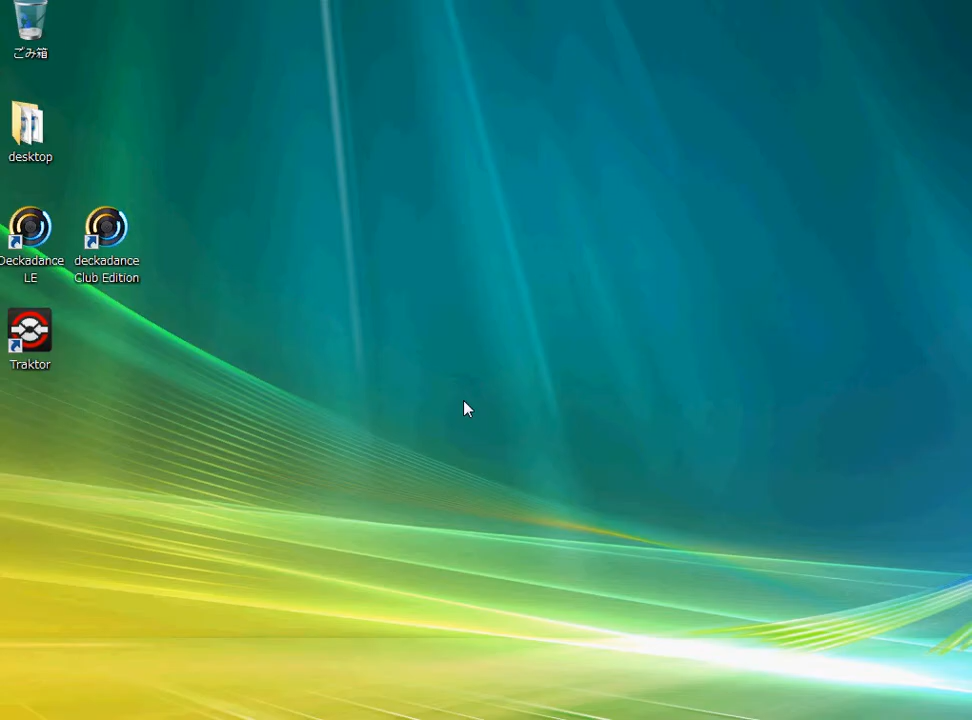 ごみ箱
desktop
Deckadance
LE
deckadance
Club Edition
Traktor